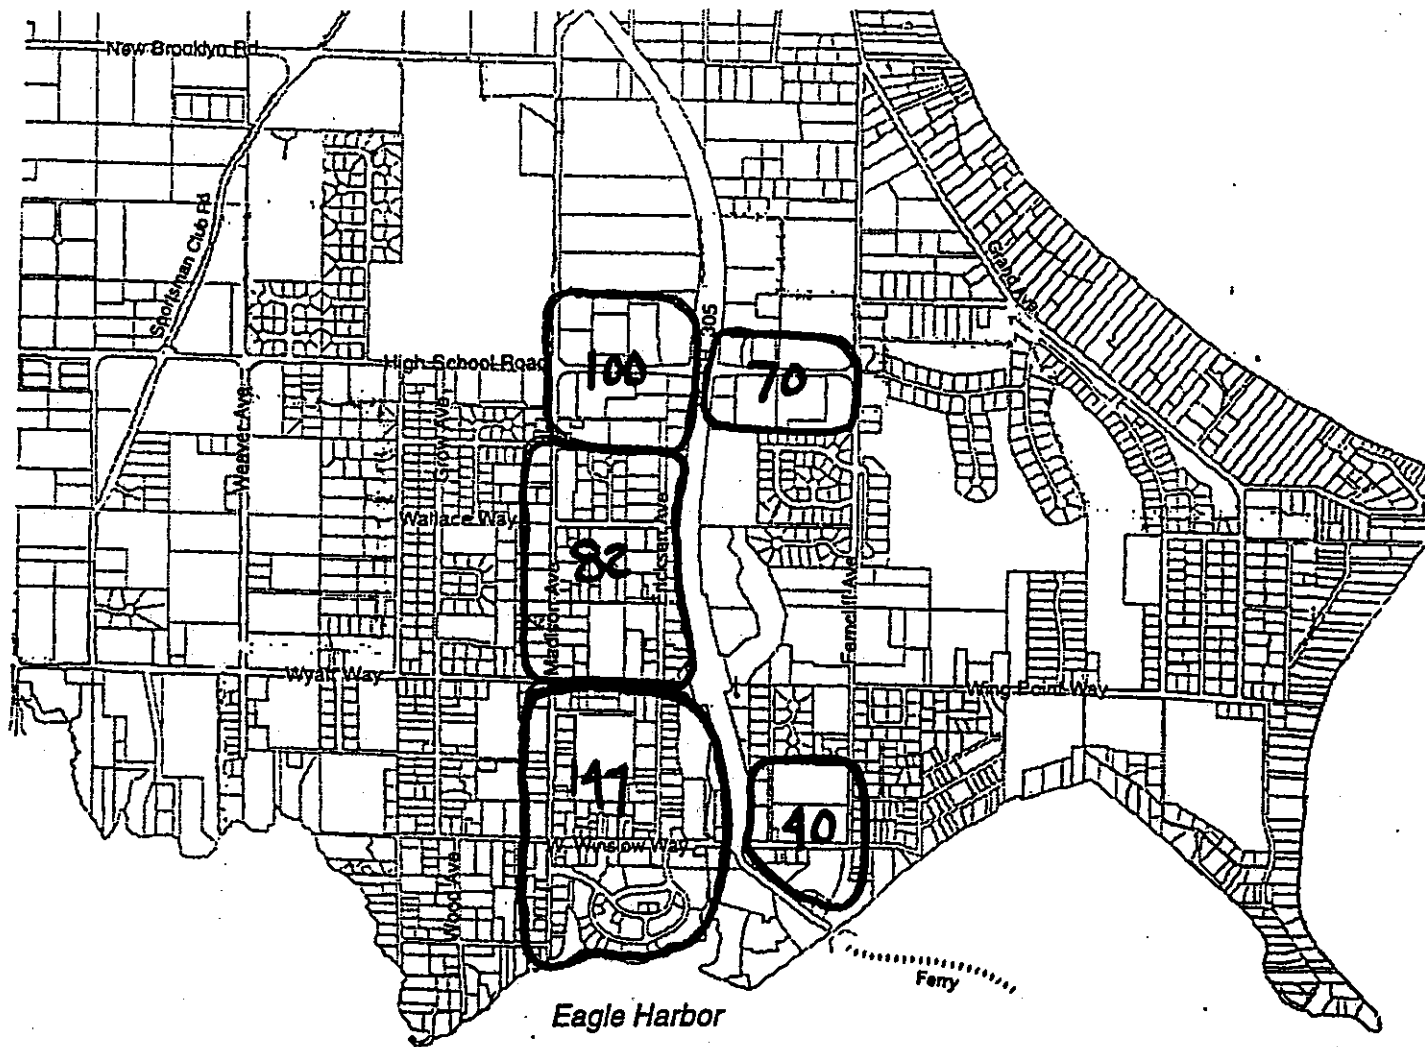 New Brooklyn Rd
Sportsman Club Rd
Grand Ave
305
High School Road
100
70
Weaver Ave
Grow Ave
Wallace Way
Ericksen Ave
82
Madison Ave
Ferncliff Ave
Wyatt Way
Wing Point Way
W. Winslow Way
40
Wood Ave
Ferry
Eagle Harbor